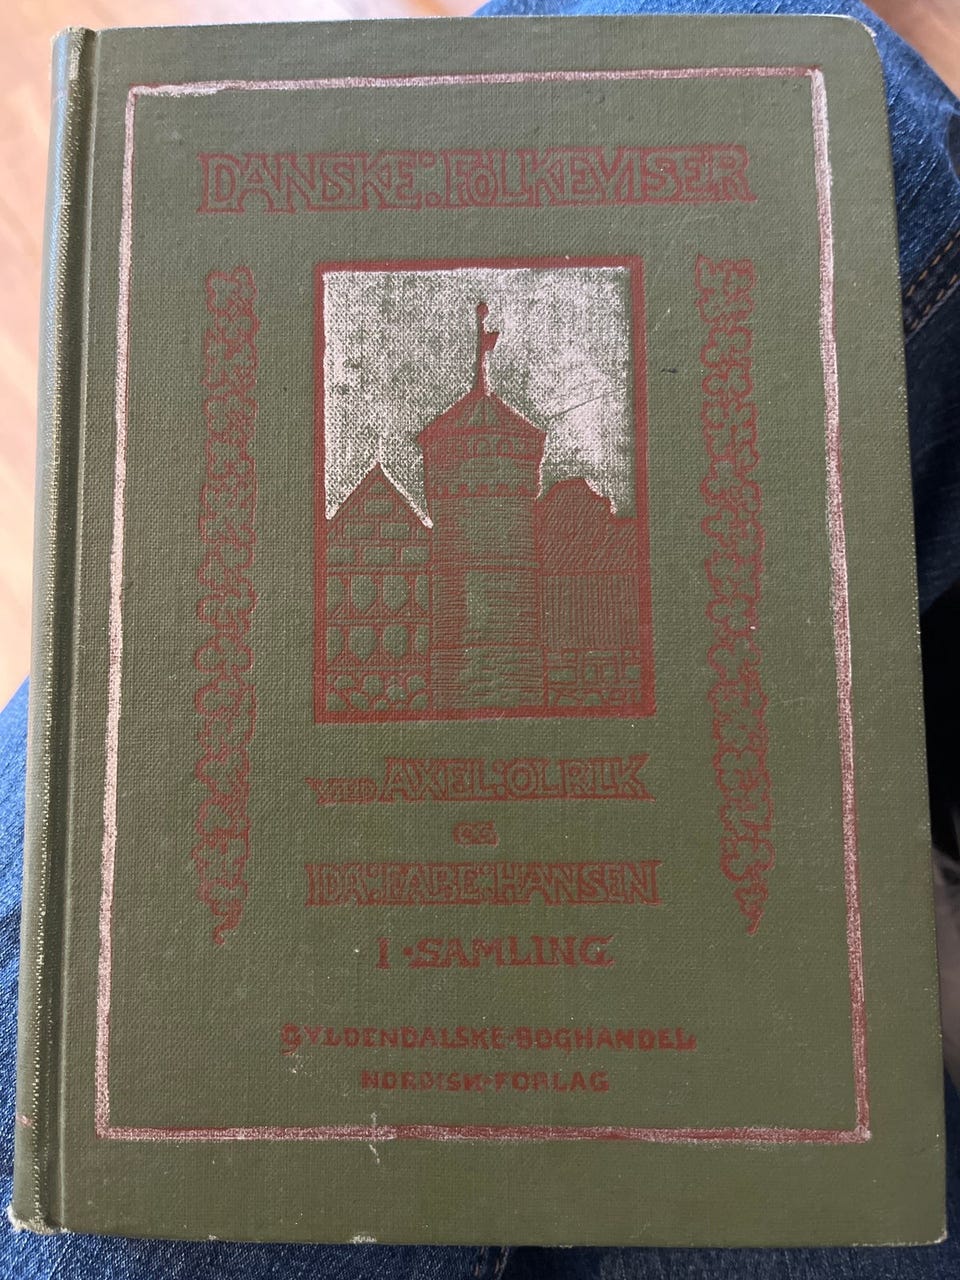 DANSKE: FOLKEVISER
VED AXEL: OLRIK
OG
IDA: FALBE: HANSEN
I · SAMLING
GYLDENDALSKE · BOGHANDEL
NORDISK · FORLAG